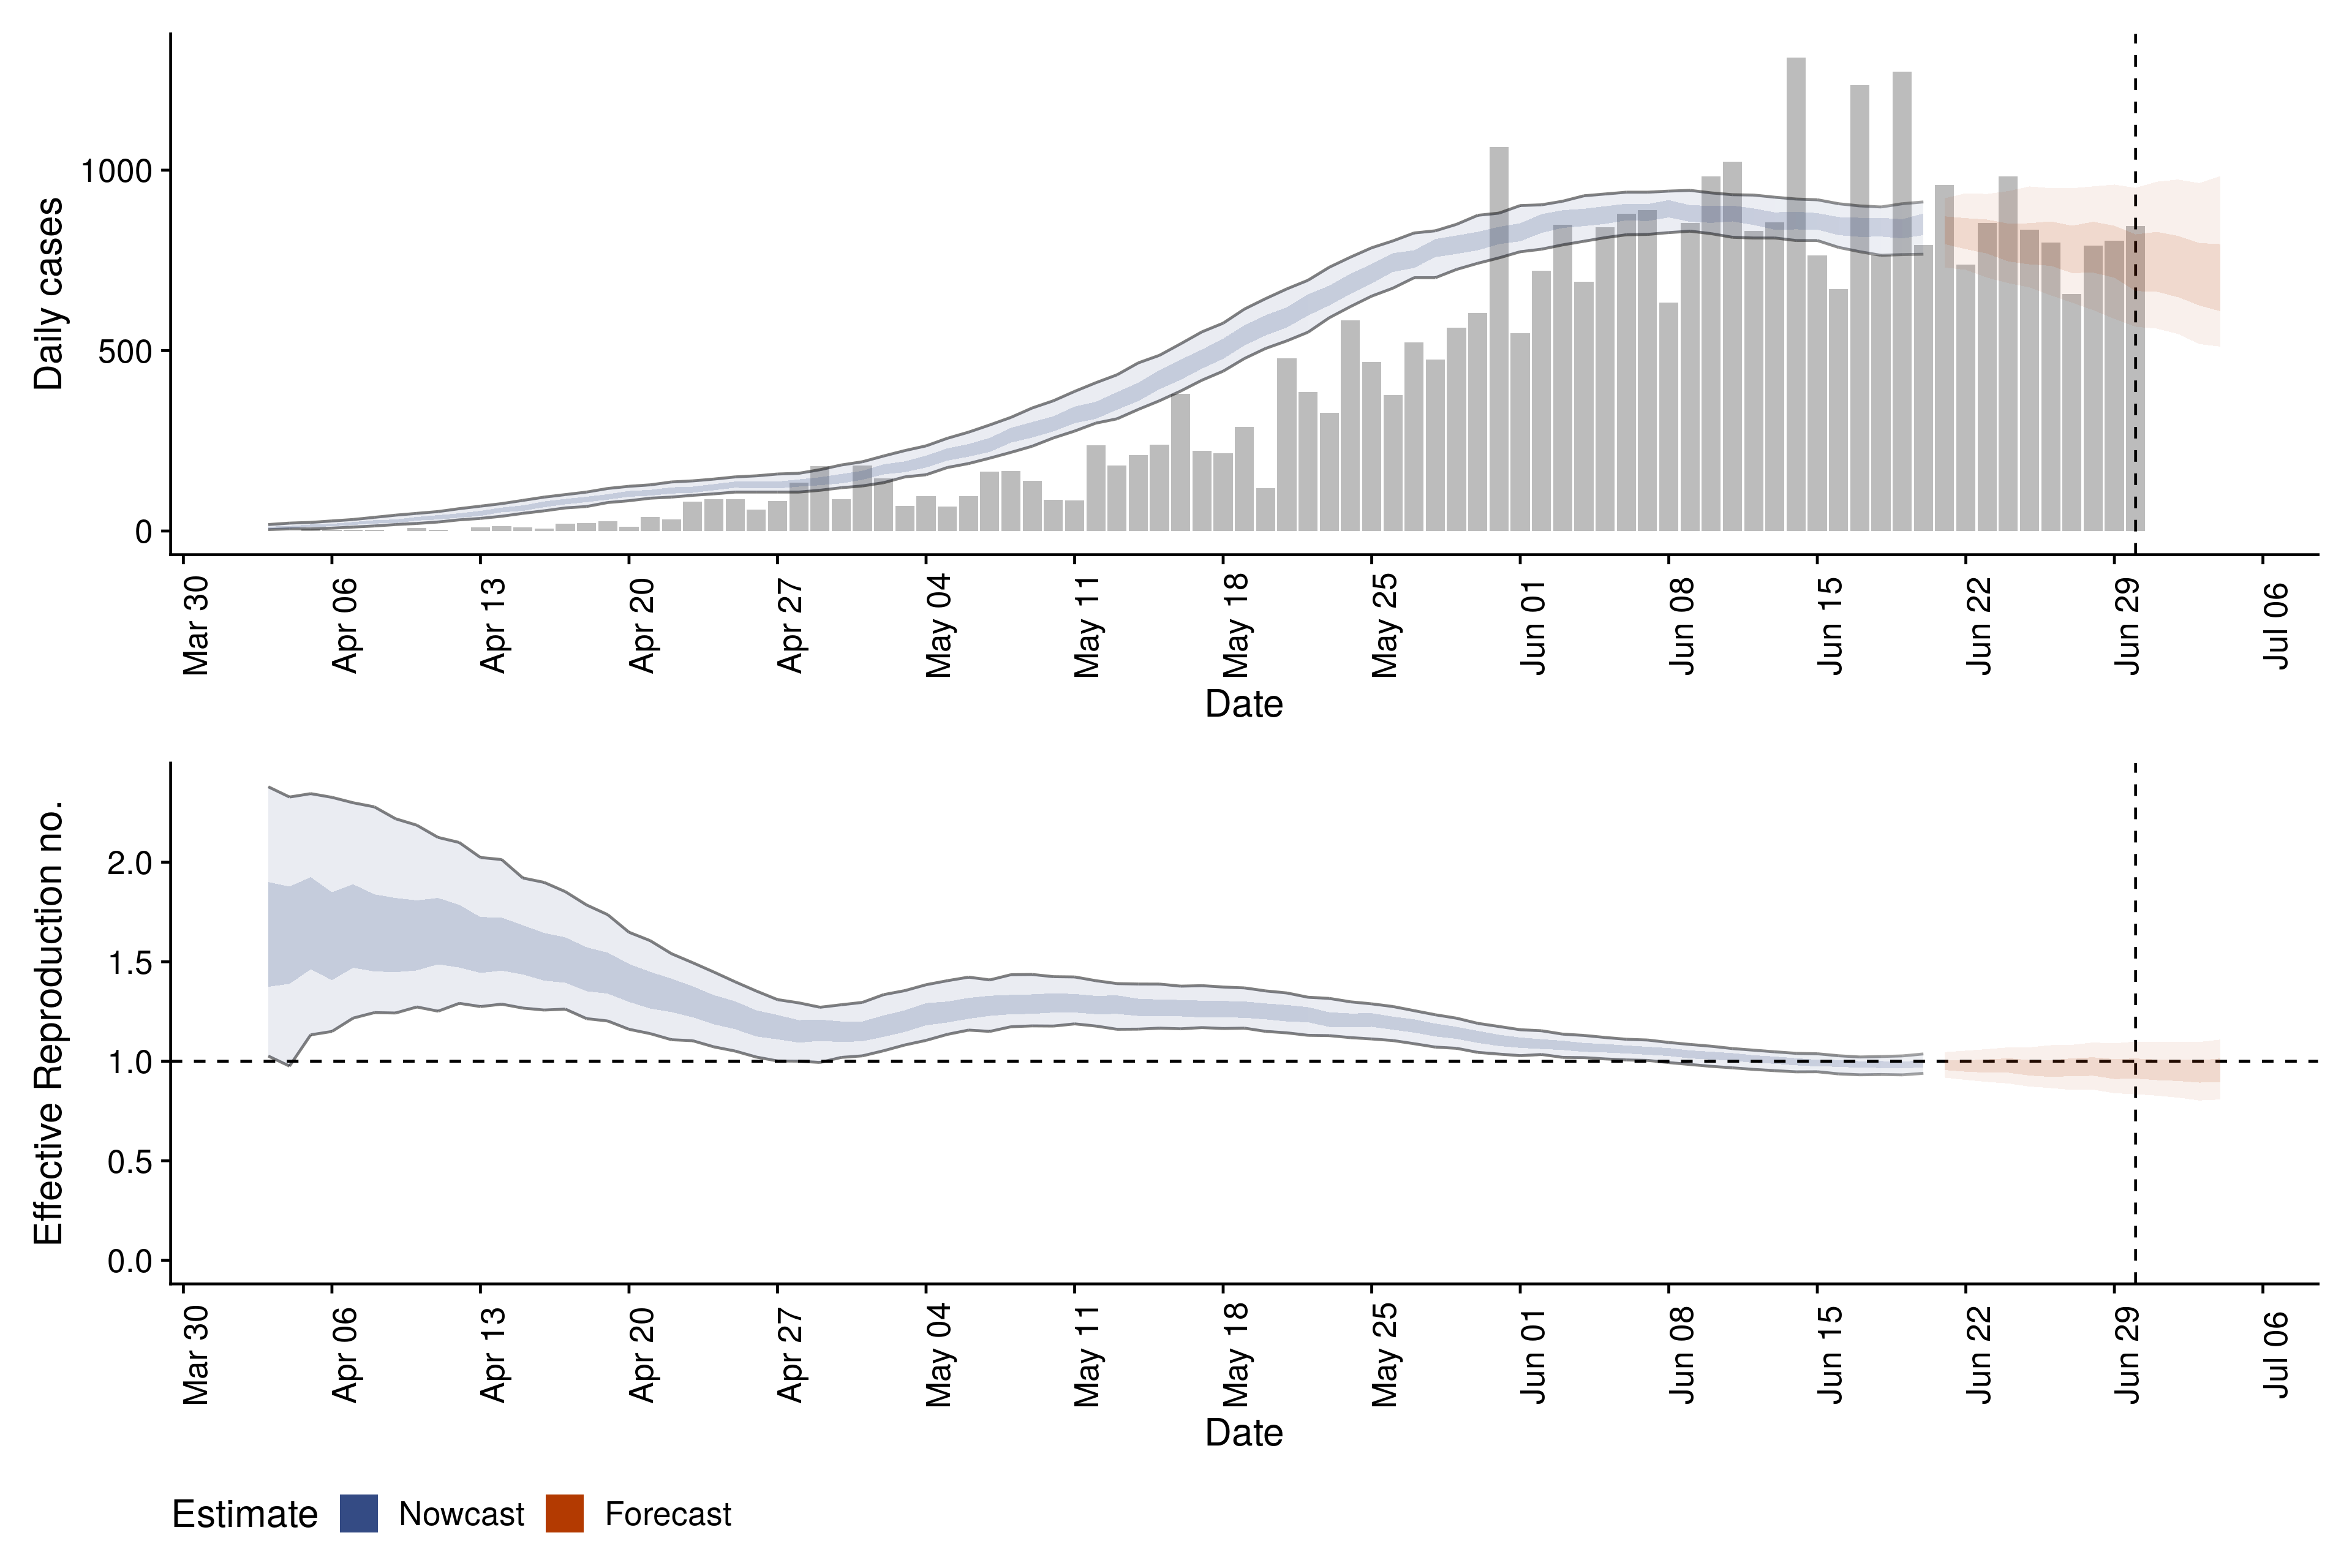 Daily cases
1000
500
0
Mar 30 Apr 06 Apr 13 Apr 20 Apr 27 May 04 May 11 May 18 May 25 Jun 01 Jun 08 Jun 15 Jun 22 Jun 29 Jul 06
Date
Effective Reproduction no.
2.0
1.5
1.0
0.5
0.0
Mar 30 Apr 06 Apr 13 Apr 20 Apr 27 May 04 May 11 May 18 May 25 Jun 01 Jun 08 Jun 15 Jun 22 Jun 29 Jul 06
Date
Estimate Nowcast Forecast